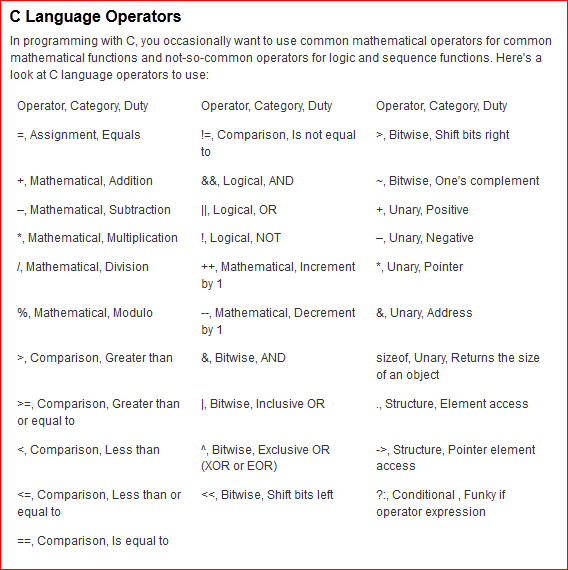 C Language Operators
In programming with C, you occasionally want to use common mathematical operators for common
mathematical functions and not-so-common operators for logic and sequence functions. Here's a
look at C language operators to use:
Operator, Category, Duty
Operator, Category, Duty
Operator, Category, Duty
=, Assignment, Equals
!=, Comparison, Is not equal
to
>, Bitwise, Shift bits right
+, Mathematical, Addition
&&, Logical, AND
~, Bitwise, One's complement
–, Mathematical, Subtraction
||, Logical, OR
+, Unary, Positive
*, Mathematical, Multiplication
!, Logical, NOT
–, Unary, Negative
/, Mathematical, Division
++, Mathematical, Increment
by 1
*, Unary, Pointer
%, Mathematical, Modulo
--, Mathematical, Decrement
by 1
&, Unary, Address
>, Comparison, Greater than
&, Bitwise, AND
sizeof, Unary, Returns the size
of an object
>=, Comparison, Greater than
or equal to
|, Bitwise, Inclusive OR
., Structure, Element access
<, Comparison, Less than
^, Bitwise, Exclusive OR
(XOR or EOR)
->, Structure, Pointer element
access
<=, Comparison, Less than or
equal to
<<, Bitwise, Shift bits left
?:, Conditional , Funky if
operator expression
==, Comparison, Is equal to